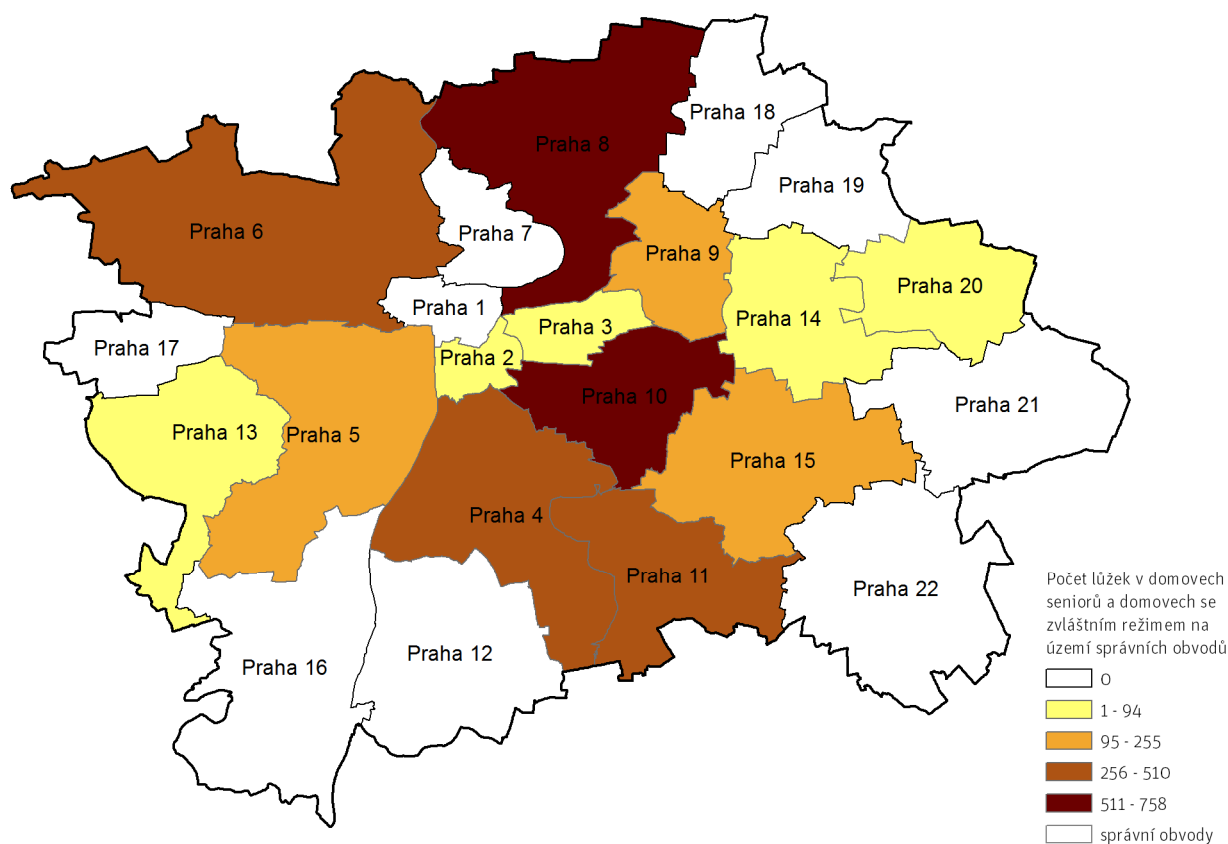 Praha 18
Praha 8
Praha 19
Praha 6
Praha 7
Praha 9
Praha 20
Praha 1
Praha 3
Praha 14
Praha 17
Praha 2
Praha 10
Praha 21
Praha 13
Praha 5
Praha 15
Praha 4
Praha 11
Praha 22
Praha 12
Praha 16
Počet lůžek v domovech
seniorů a domovech se
zvláštním režimem na
území správních obvodů
0
1 - 94
95 - 255
256 - 510
511 - 758
správní obvody